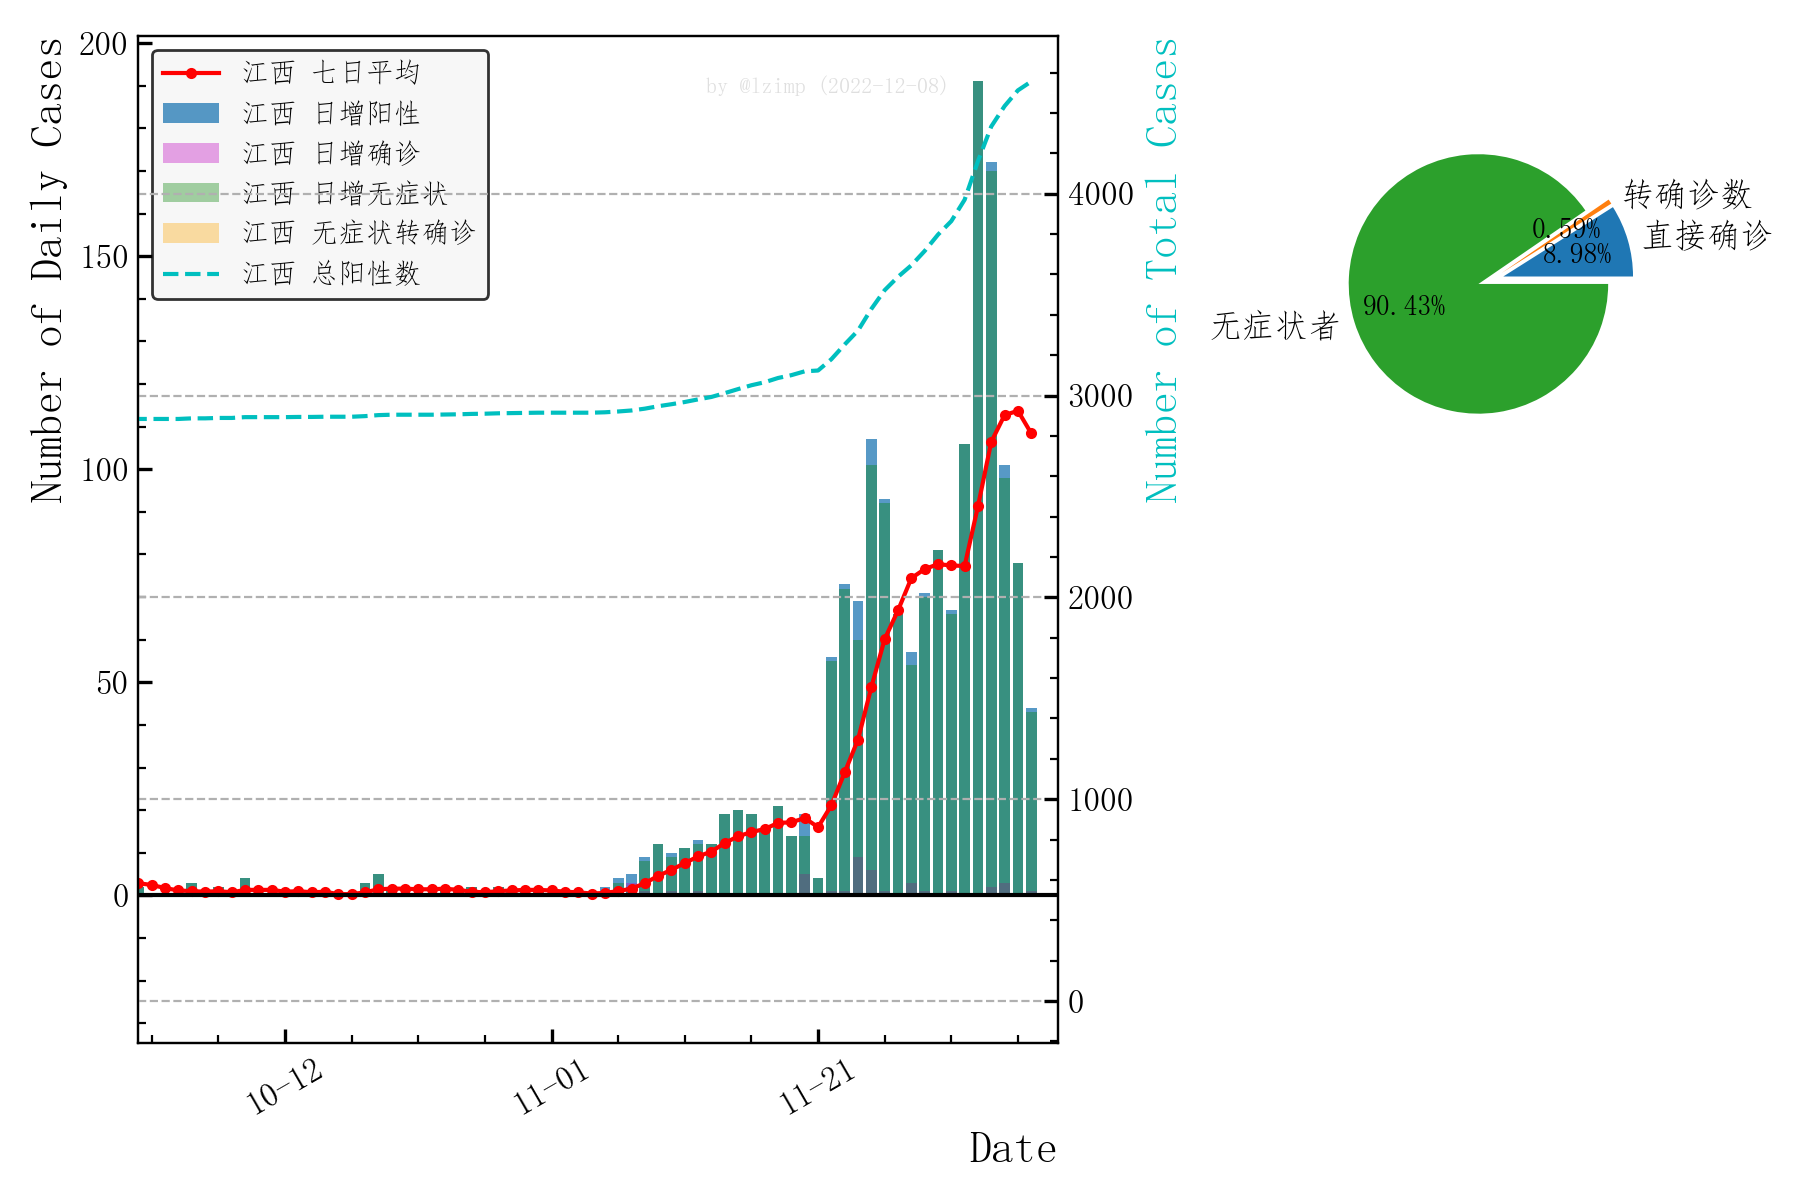 Number of Daily Cases
200
150
100
50
0
江西 七日平均
江西 日增阳性
江西 日增确诊
江西 日增无症状
江西 无症状转确诊
江西 总阳性数
by @lzimp (2022-12-08)
4000
3000
2000
1000
0
Number of Total Cases
10-12
11-01
11-21
Date
转确诊数
0.59%
直接确诊
8.98%
90.43%
无症状者